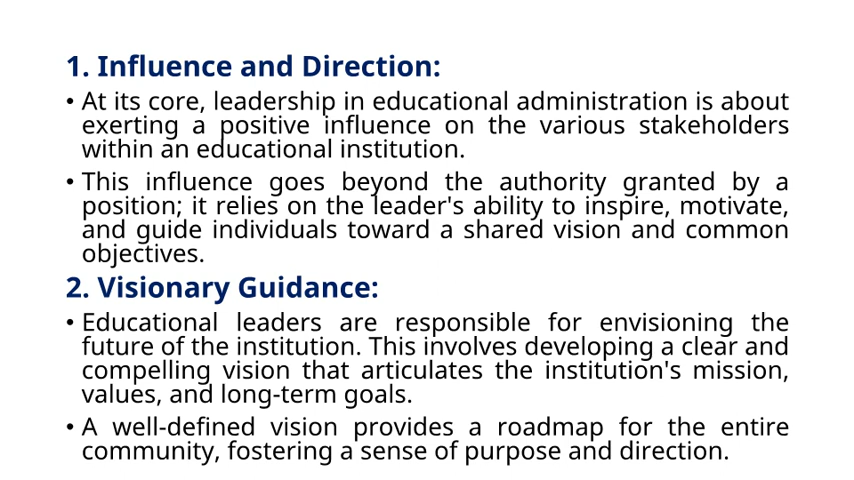 1. Influence and Direction:
• At its core, leadership in educational administration is about
exerting a positive influence on the various stakeholders
within an educational institution.
• This influence goes beyond the authority granted by a
position; it relies on the leader's ability to inspire, motivate,
and guide individuals toward a shared vision and common
objectives.
2. Visionary Guidance:
• Educational leaders are responsible for envisioning the
future of the institution. This involves developing a clear and
compelling vision that articulates the institution's mission,
values, and long-term goals.
• A well-defined vision provides a roadmap for the entire
community, fostering a sense of purpose and direction.